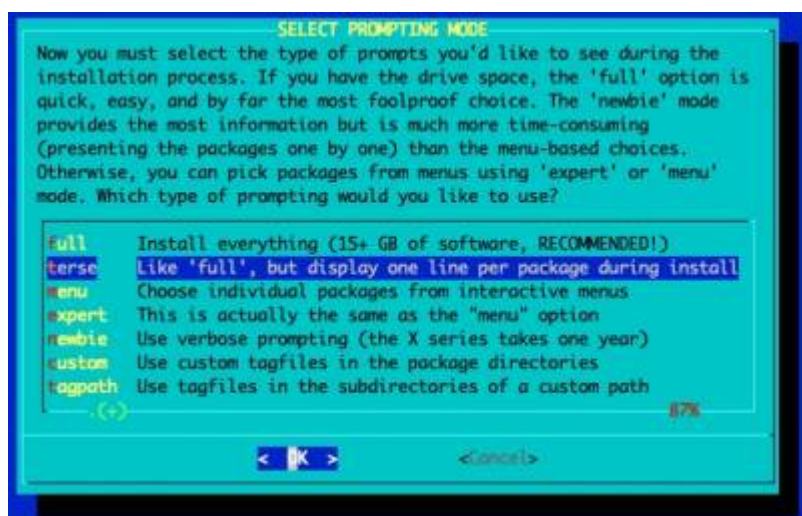 SELECT PROMPTING MODE
Now you must select the type of prompts you'd like to see during the
installation process. If you have the drive space, the 'full' option is
quick, easy, and by far the most foolproof choice. The 'newbie' mode
provides the most information but is much more time-consuming
(presenting the packages one by one) than the menu-based choices.
Otherwise, you can pick packages from menus using 'expert' or 'menu'
mode. Which type of prompting would you like to use?
full Install everything (15+ GB of software, RECOMMENDED!)
terse Like 'full', but display one line per package during install
menu Choose individual packages from interactive menus
expert This is actually the same as the "menu" option
newbie Use verbose prompting (the X series takes one year)
custom Use custom tagfiles in the package directories
tagpath Use tagfiles in the subdirectories of a custom path
.(+) 87%
< OK > <Cancel>